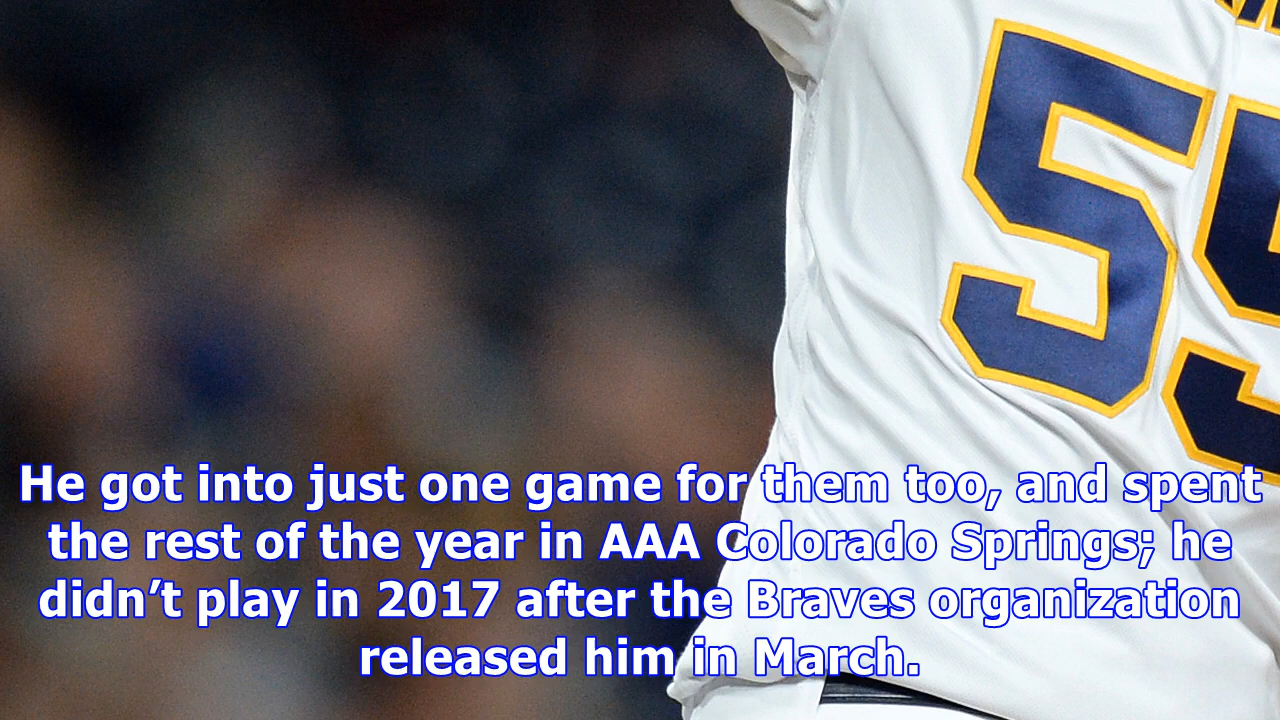 55
He got into just one game for them too, and spent
the rest of the year in AAA Colorado Springs; he
didn’t play in 2017 after the Braves organization
released him in March.